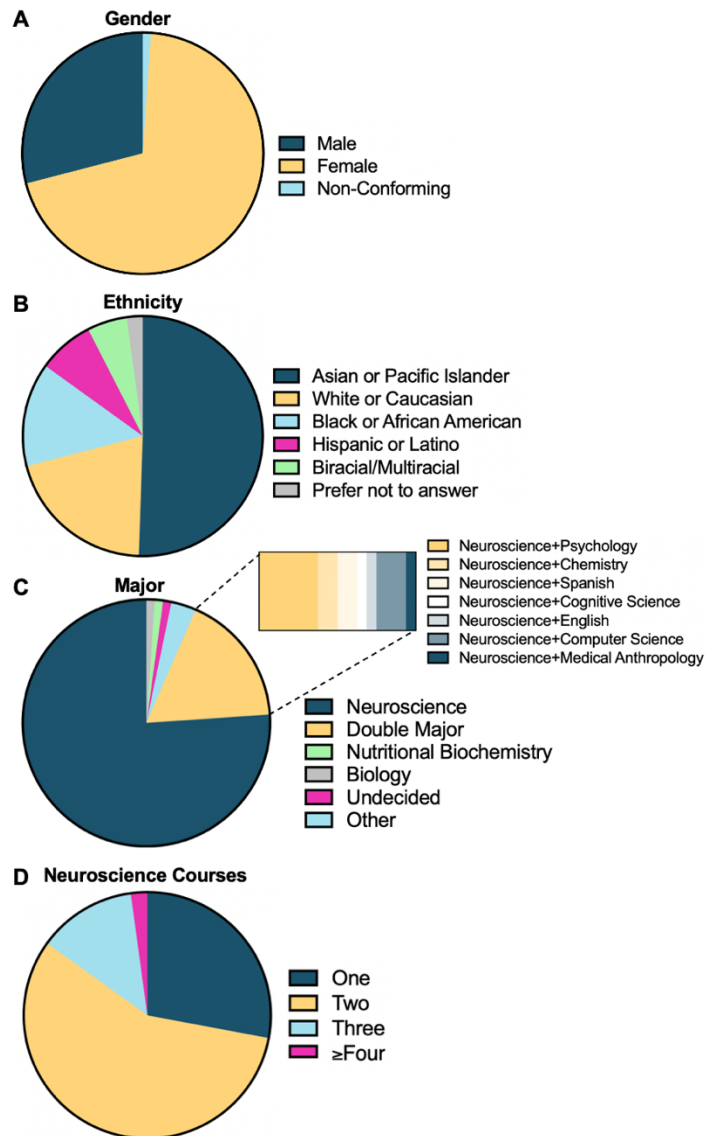 A
Gender
Male
Female
Non-Conforming
B
Ethnicity
Asian or Pacific Islander
White or Caucasian
Black or African American
Hispanic or Latino
Biracial/Multiracial
Prefer not to answer
C
Major
Neuroscience+Psychology
Neuroscience+Chemistry
Neuroscience+Spanish
Neuroscience+Cognitive Science
Neuroscience+English
Neuroscience+Computer Science
Neuroscience+Medical Anthropology
Neuroscience
Double Major
Nutritional Biochemistry
Biology
Undecided
Other
D
Neuroscience Courses
One
Two
Three
≥Four